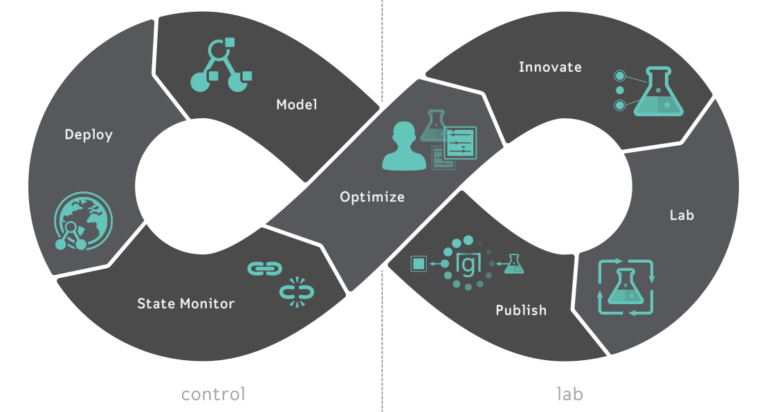 Model
Innovate
Deploy
Optimize
Lab
State Monitor
[g]
Publish
control
lab